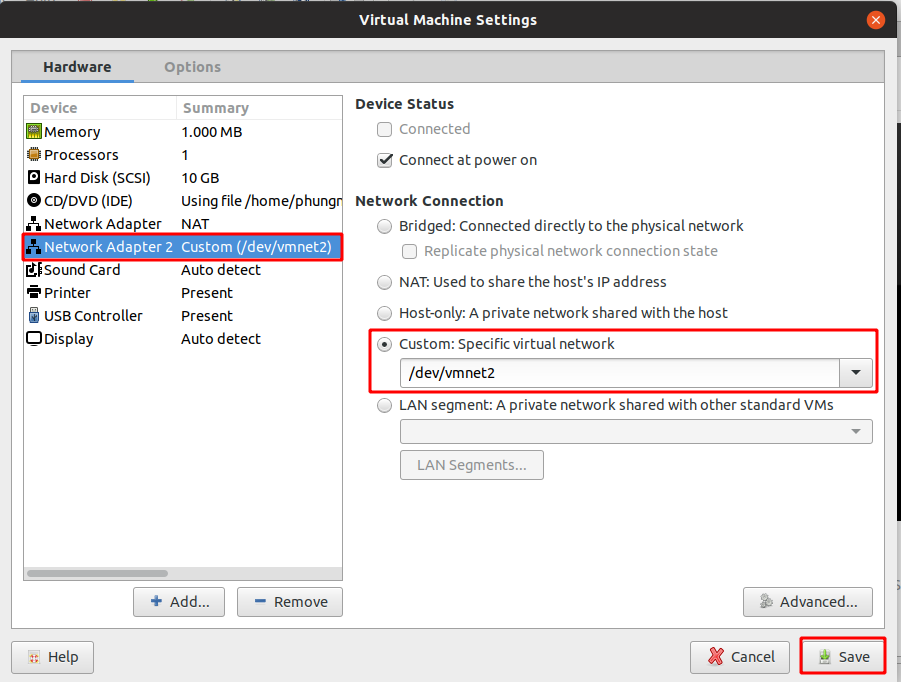 Virtual Machine Settings
Hardware Options
Device Summary
Memory 1.000 MB
Processors 1
Hard Disk (SCSI) 10 GB
CD/DVD (IDE) Using file /home/phung
Network Adapter NAT
Network Adapter 2 Custom (/dev/vmnet2)
Sound Card Auto detect
Printer Present
USB Controller Present
Display Auto detect
Add... Remove
Device Status
Connected
Connect at power on
Network Connection
Bridged: Connected directly to the physical network
Replicate physical network connection state
NAT: Used to share the host's IP address
Host-only: A private network shared with the host
Custom: Specific virtual network
/dev/vmnet2
LAN segment: A private network shared with other standard VMs
LAN Segments...
Advanced...
Help Cancel Save